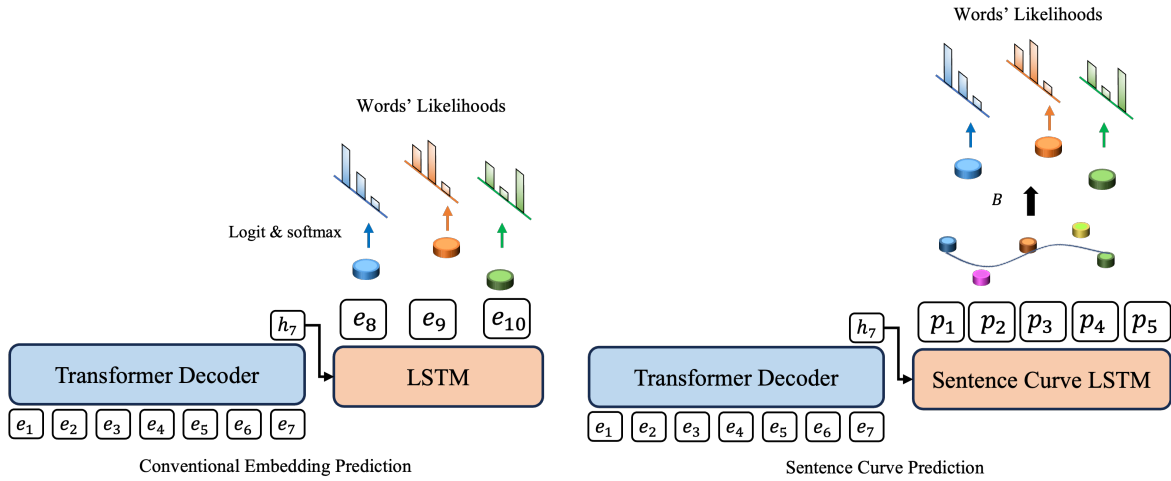 Words' Likelihoods
Logit & softmax
h7
e8 e9 e10
Transformer Decoder
LSTM
e1 e2 e3 e4 e5 e6 e7
Conventional Embedding Prediction
Words' Likelihoods
B
h7
p1 p2 p3 p4 p5
Transformer Decoder
Sentence Curve LSTM
e1 e2 e3 e4 e5 e6 e7
Sentence Curve Prediction